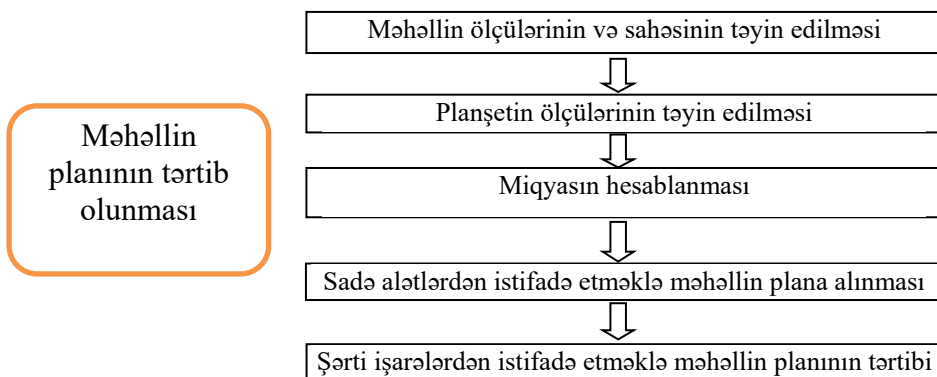 Məhəllin ölçülərinin və sahəsinin təyin edilməsi
Planşetin ölçülərinin təyin edilməsi
Məhəllin
planının tərtib
olunması
Miqyasın hesablanması
Sadə alətlərdən istifadə etməklə məhəllin plana alınması
Şərti işarələrdən istifadə etməklə məhəllin planının tərtibi